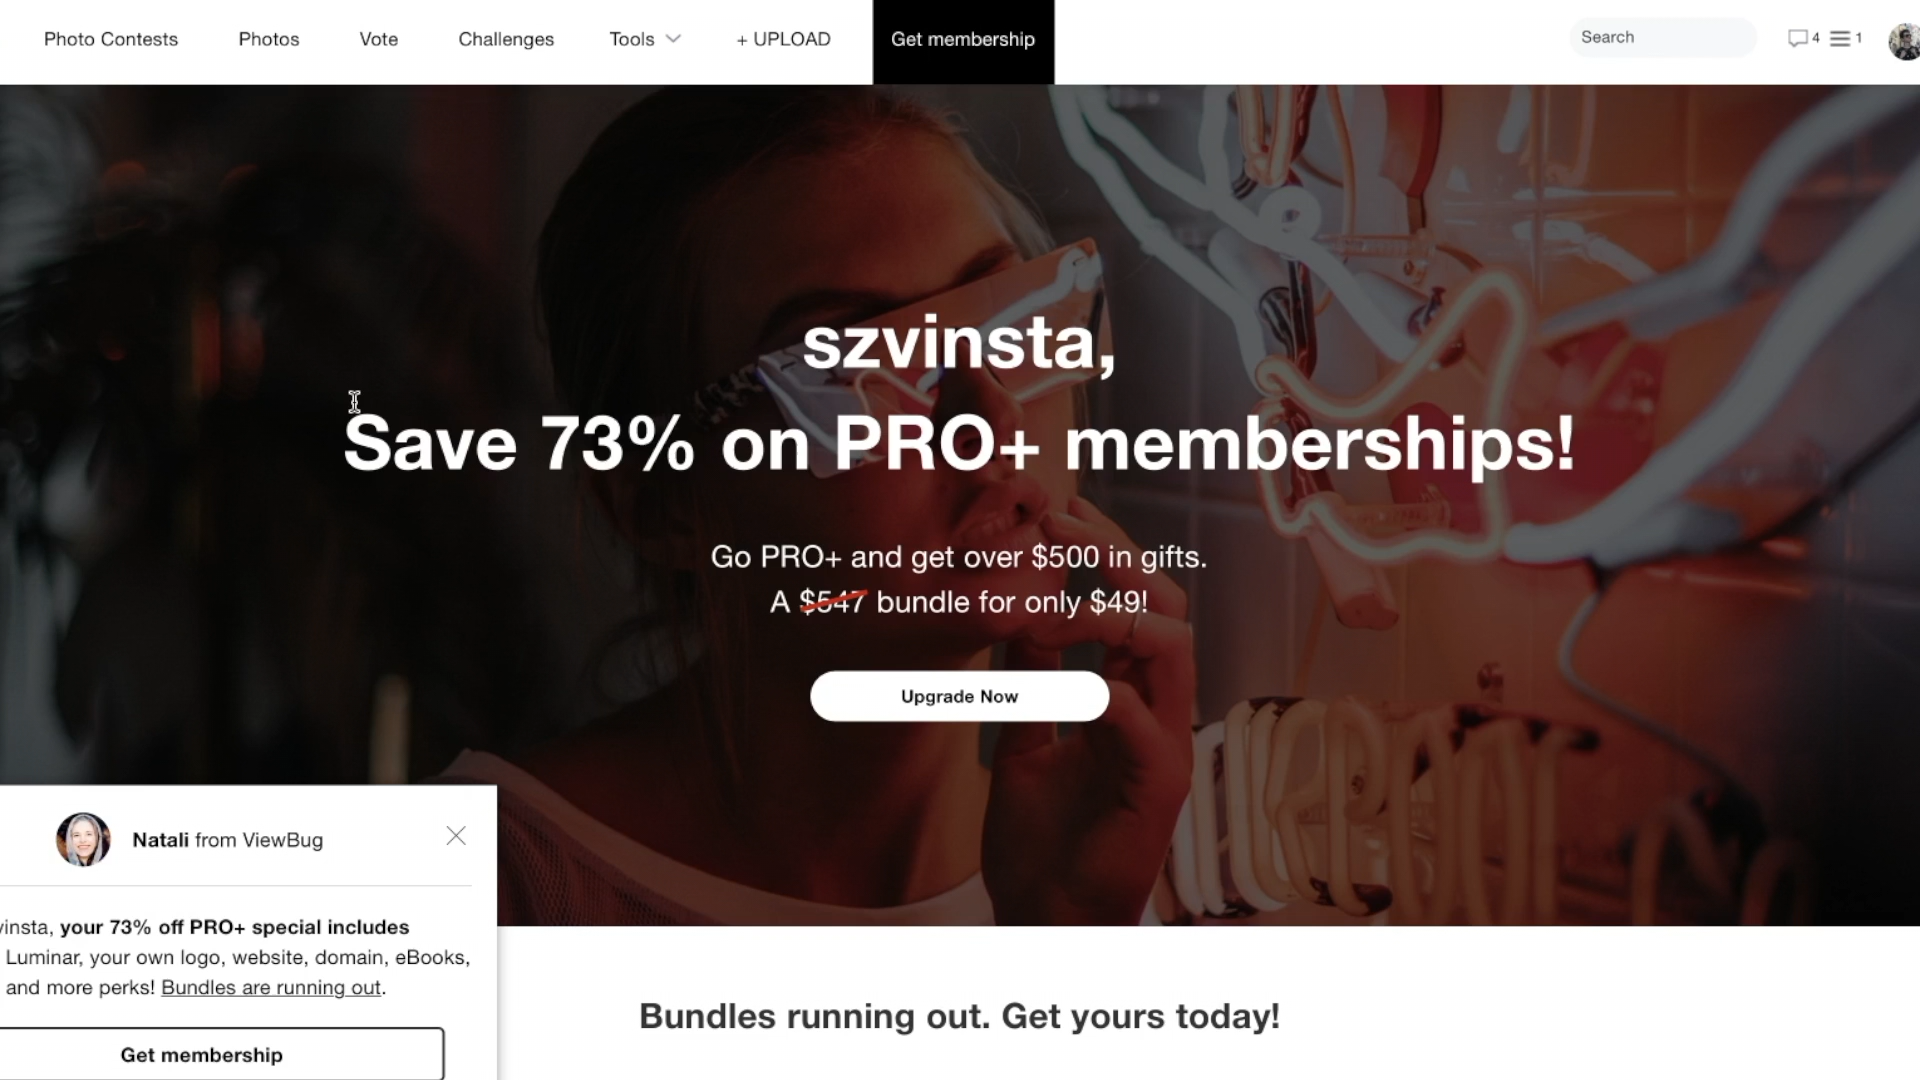 Photo Contests Photos Vote Challenges Tools + UPLOAD Get membership Search 4 1
szvinsta,
Save 73% on PRO+ memberships!
Go PRO+ and get over $500 in gifts.
A $547 bundle for only $49!
Upgrade Now
Natali from ViewBug
vinsta, your 73% off PRO+ special includes
Luminar, your own logo, website, domain, eBooks,
and more perks! Bundles are running out.
Get membership
Bundles running out. Get yours today!